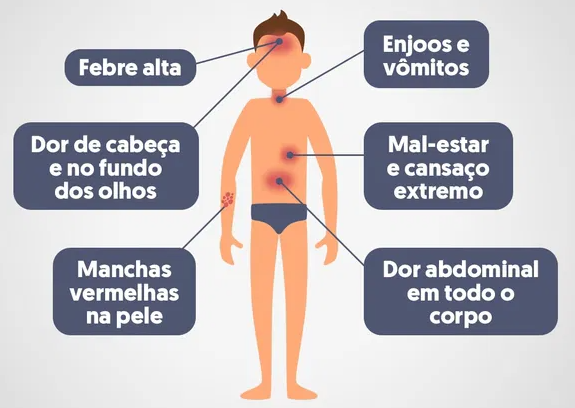 Febre alta
Enjoos e
vômitos
Dor de cabeça
e no fundo
dos olhos
Mal-estar
e cansaço
extremo
Manchas
vermelhas
na pele
Dor abdominal
em todo o
corpo